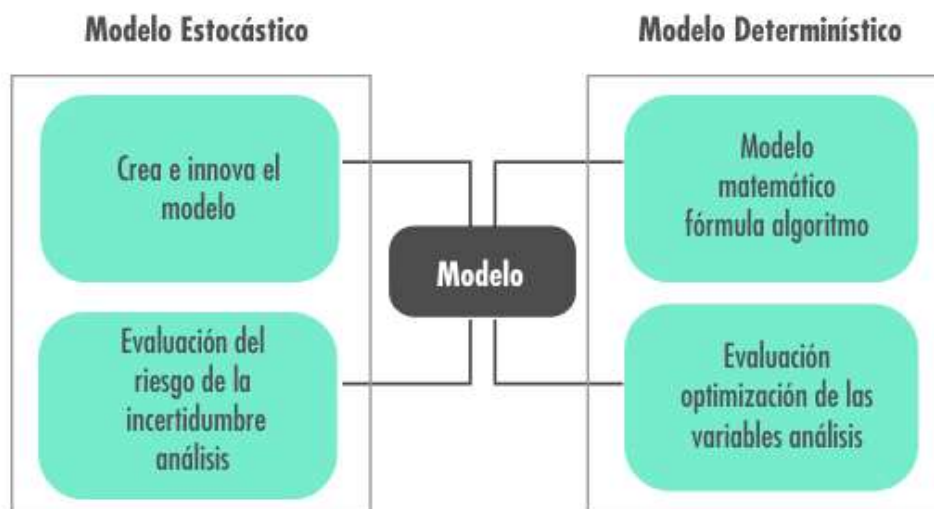 Modelo Estocástico
Modelo Determinístico
Crea e innova el
modelo
Modelo
matemático
fórmula algoritmo
Modelo
Evaluación del
riesgo de la
incertidumbre
análisis
Evaluación
optimización de las
variables análisis